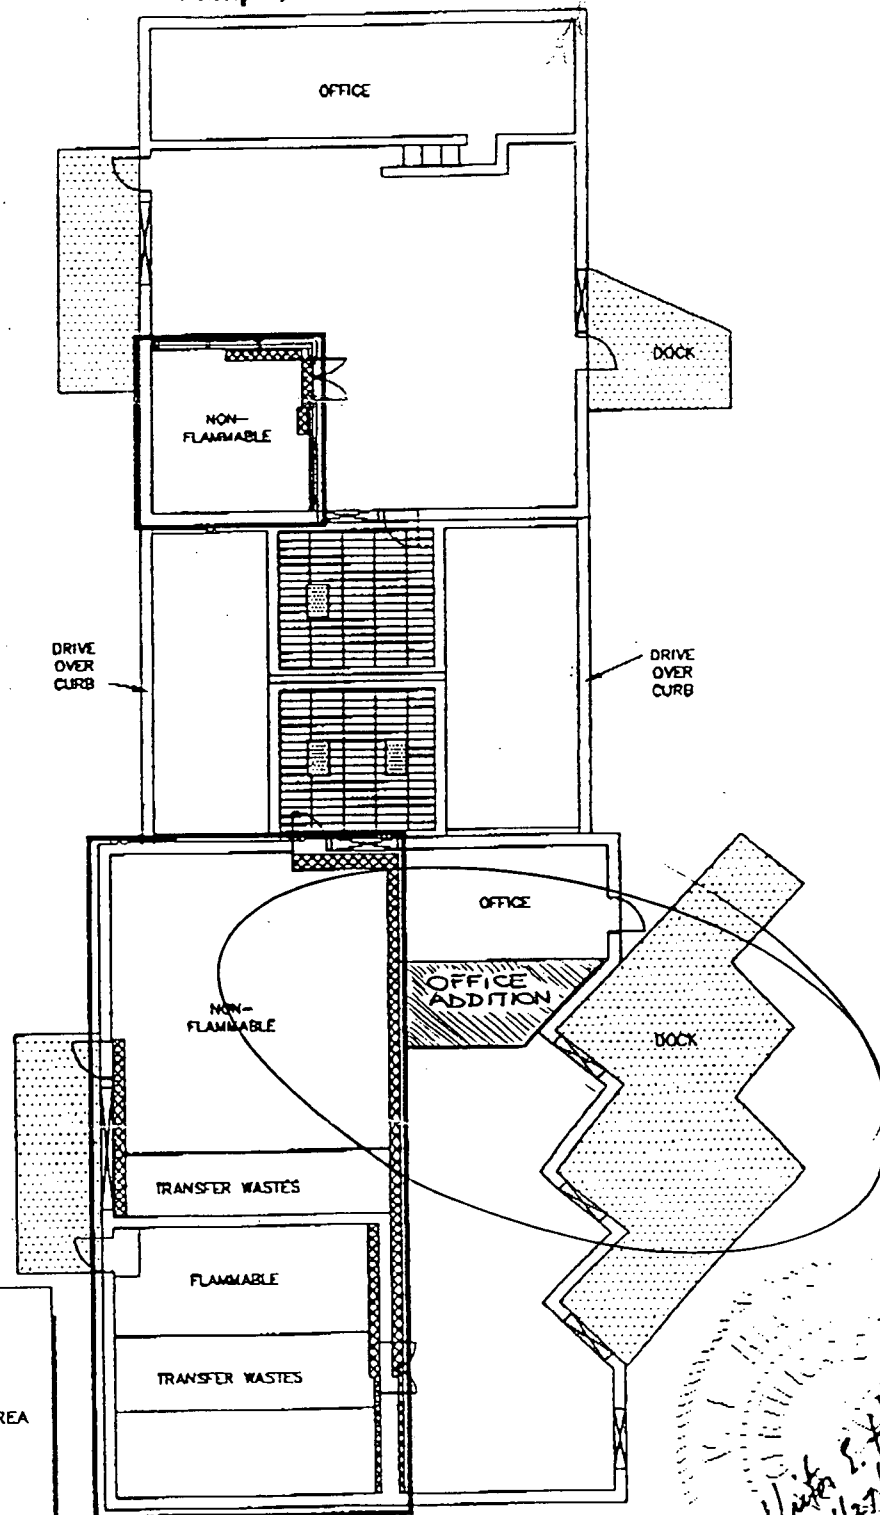 OFFICE
DOCK
NON-
FLAMMABLE
DRIVE
OVER
CURB
DRIVE
OVER
CURB
OFFICE
OFFICE
ADDITION
NON-
FLAMMABLE
DOCK
TRANSFER WASTES
FLAMMABLE
TRANSFER WASTES
REA